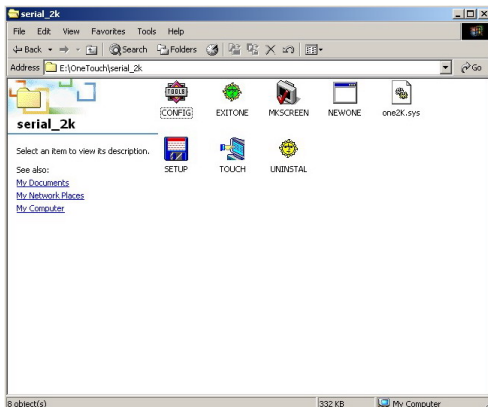 serial_2k
File Edit View Favorites Tools Help
Back Search Folders
Address E:\OneTouch\serial_2k Go
TOOLS
CONFIG EXITONE MKSCREEN NEWONE one2K.sys
serial_2k
Select an item to view its description.
SETUP TOUCH UNINSTAL
See also:
My Documents
My Network Places
My Computer
8 object(s) 332 KB My Computer